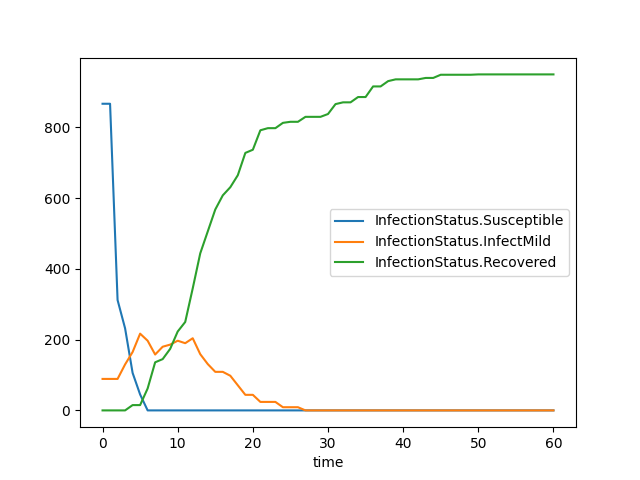 800
600
400
200
0
InfectionStatus.Susceptible
InfectionStatus.InfectMild
InfectionStatus.Recovered
0 10 20 30 40 50 60
time